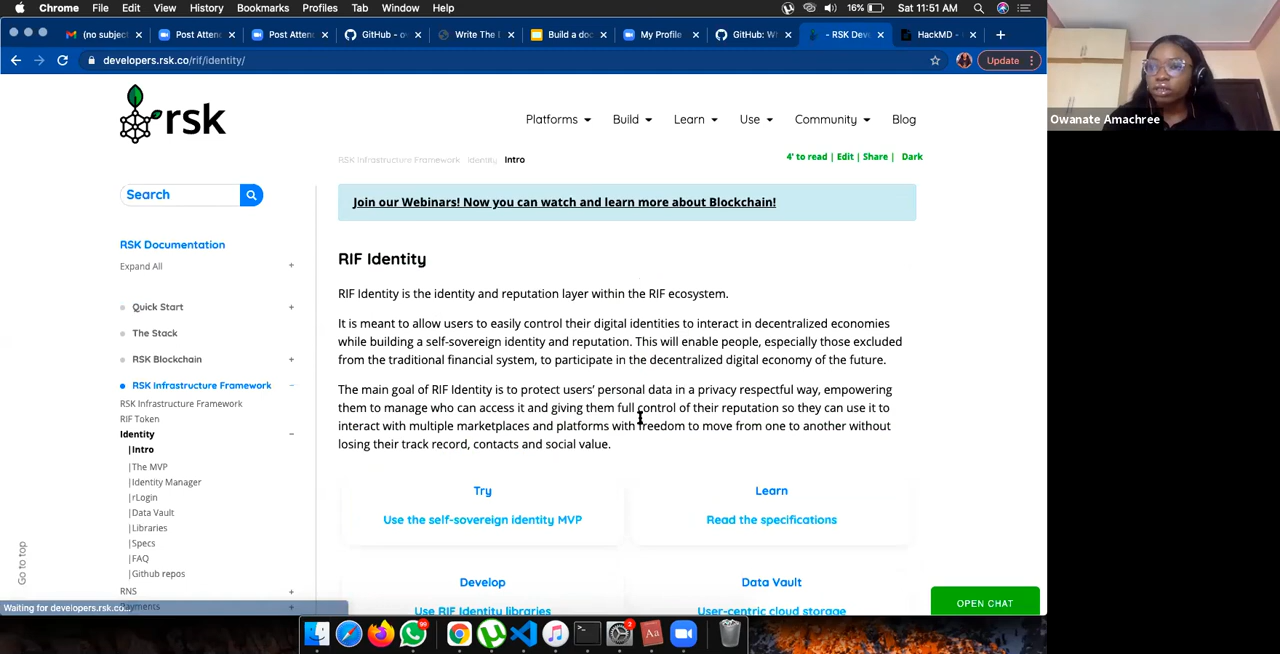 Chrome File Edit View History Bookmarks Profiles Tab Window Help 16% Sat 11:51 AM
(no subject Post Attend Post Attend GitHub - o Write The D Build a doc My Profile GitHub: W - RSK Deve HackMD -
developers.rsk.co/rif/identity/ Update
Owanate Amachree
rsk
Platforms Build Learn Use Community Blog
RSK Infrastructure Framework Identity Intro
4' to read | Edit | Share | Dark
Search
Join our Webinars! Now you can watch and learn more about Blockchain!
RSK Documentation
Expand All +
Quick Start +
The Stack
RSK Blockchain +
RSK Infrastructure Framework −
RSK Infrastructure Framework
RIF Token
Identity −
|Intro
|The MVP
|Identity Manager
|rLogin
|Data Vault
|Libraries
|Specs
|FAQ
|Github repos
RNS +
Payments +
Go to top
RIF Identity
RIF Identity is the identity and reputation layer within the RIF ecosystem.
It is meant to allow users to easily control their digital identities to interact in decentralized economies
while building a self-sovereign identity and reputation. This will enable people, especially those excluded
from the traditional financial system, to participate in the decentralized digital economy of the future.
The main goal of RIF Identity is to protect users' personal data in a privacy respectful way, empowering
them to manage who can access it and giving them full control of their reputation so they can use it to
interact with multiple marketplaces and platforms with freedom to move from one to another without
losing their track record, contacts and social value.
Try
Use the self-sovereign identity MVP
Learn
Read the specifications
Develop
Use RIF Identity libraries
Data Vault
User-centric cloud storage
OPEN CHAT
Waiting for developers.rsk.co...
99
2
Aa